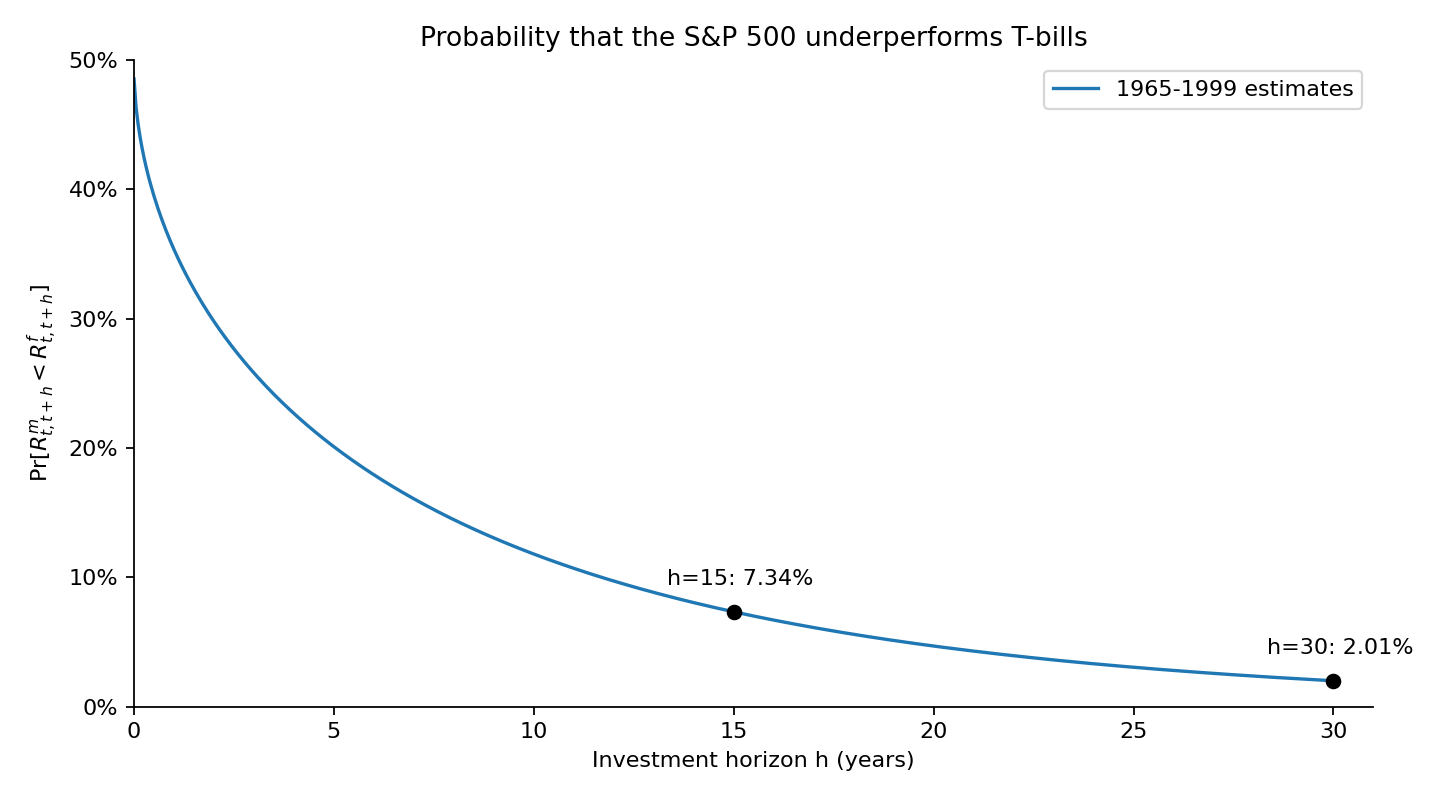 Probability that the S&P 500 underperforms T-bills
1965-1999 estimates
50%
40%
30%
20%
10%
0%
Pr[R^m_{t,t+h} < R^f_{t,t+h}]
h=15: 7.34%
h=30: 2.01%
0 5 10 15 20 25 30
Investment horizon h (years)